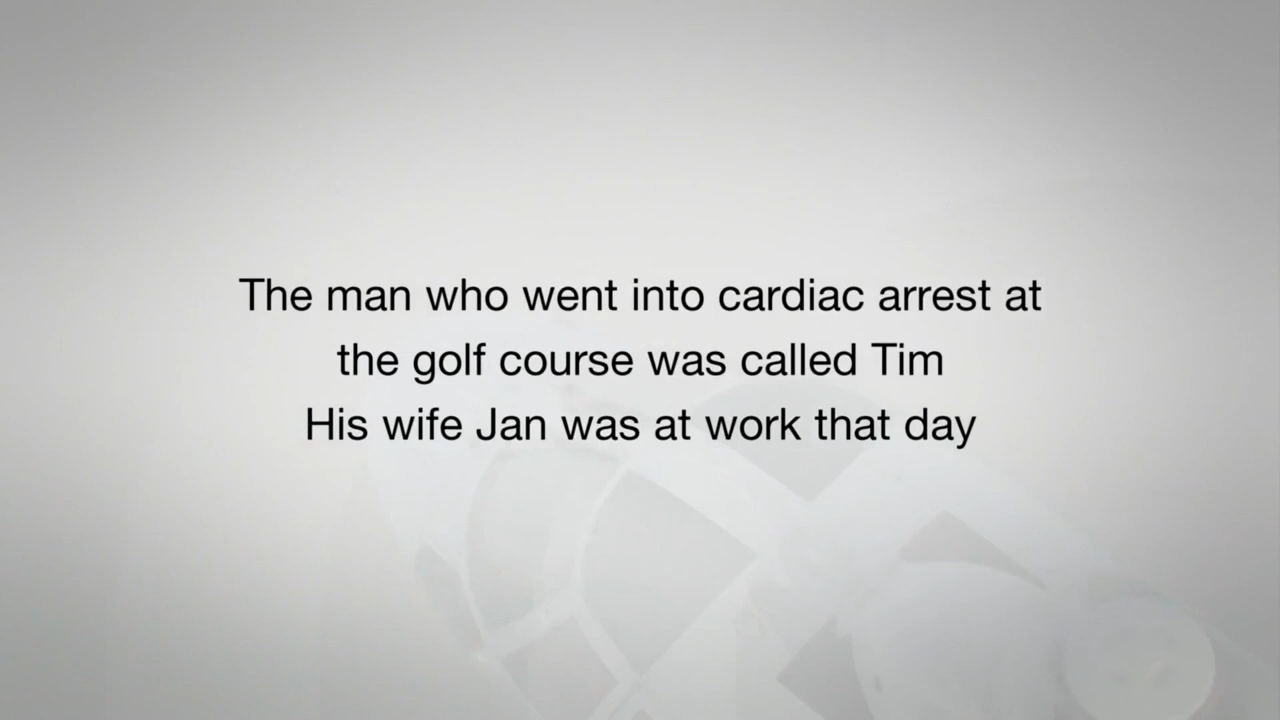 The man who went into cardiac arrest at
the golf course was called Tim
His wife Jan was at work that day